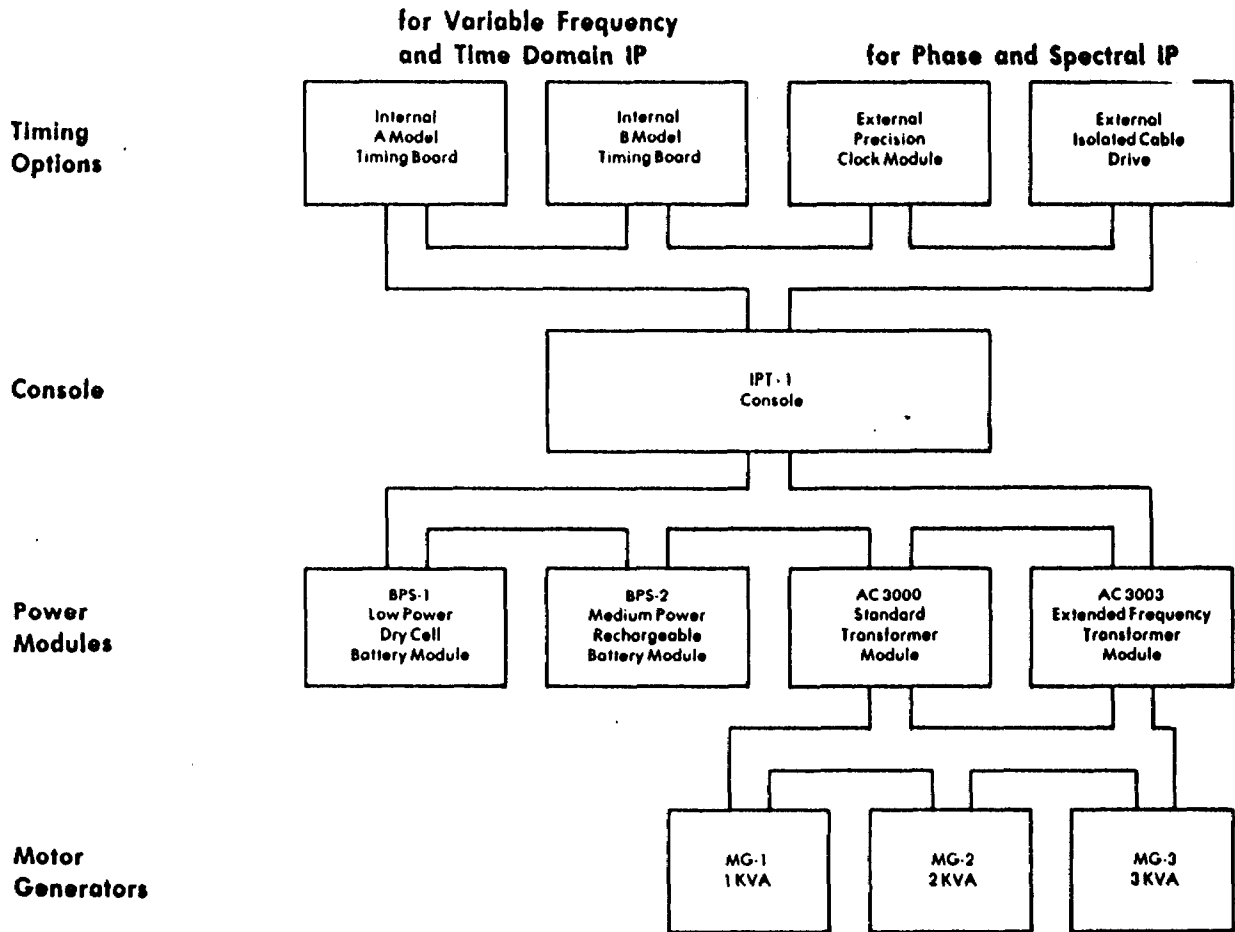 for Variable Frequency
and Time Domain IP
for Phase and Spectral IP
Timing
Options
Internal
A Model
Timing Board
Internal
B Model
Timing Board
External
Precision
Clock Module
External
Isolated Cable
Drive
Console
IPT-1
Console
Power
Modules
BPS-1
Low Power
Dry Cell
Battery Module
BPS-2
Medium Power
Rechargeable
Battery Module
AC 3000
Standard
Transformer
Module
AC 3003
Extended Frequency
Transformer
Module
Motor
Generators
MG-1
1 KVA
MG-2
2 KVA
MG-3
3 KVA